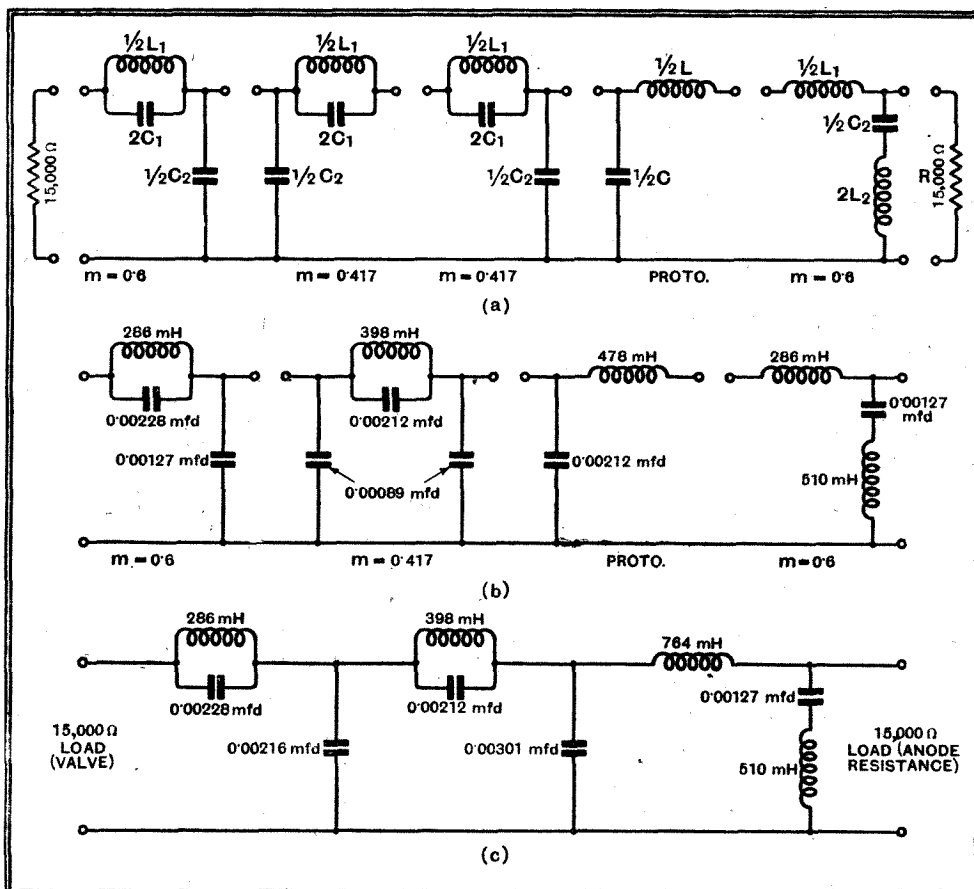 ½L₁ ½L₁ ½L₁ ½L ½L₁
2C₁ 2C₁ 2C₁ ½C₂
15,000 Ω ½C₂ ½C₂ ½C₂ ½C 2L₂ R 15,000 Ω
m = 0·6 m = 0·417 m = 0·417 PROTO. m = 0·6
(a)
286 mH 398 mH 478 mH 286 mH
0·00228 mfd 0·00212 mfd 0·00127 mfd
0·00127 mfd 0·00089 mfd 0·00212 mfd 510 mH
m = 0·6 m = 0·417 PROTO. m = 0·6
(b)
286 mH 398 mH 764 mH
0·00228 mfd 0·00212 mfd 0·00127 mfd
15,000 Ω LOAD (VALVE) 0·00216 mfd 0·00301 mfd 510 mH 15,000 Ω LOAD (ANODE RESISTANCE)
(c)